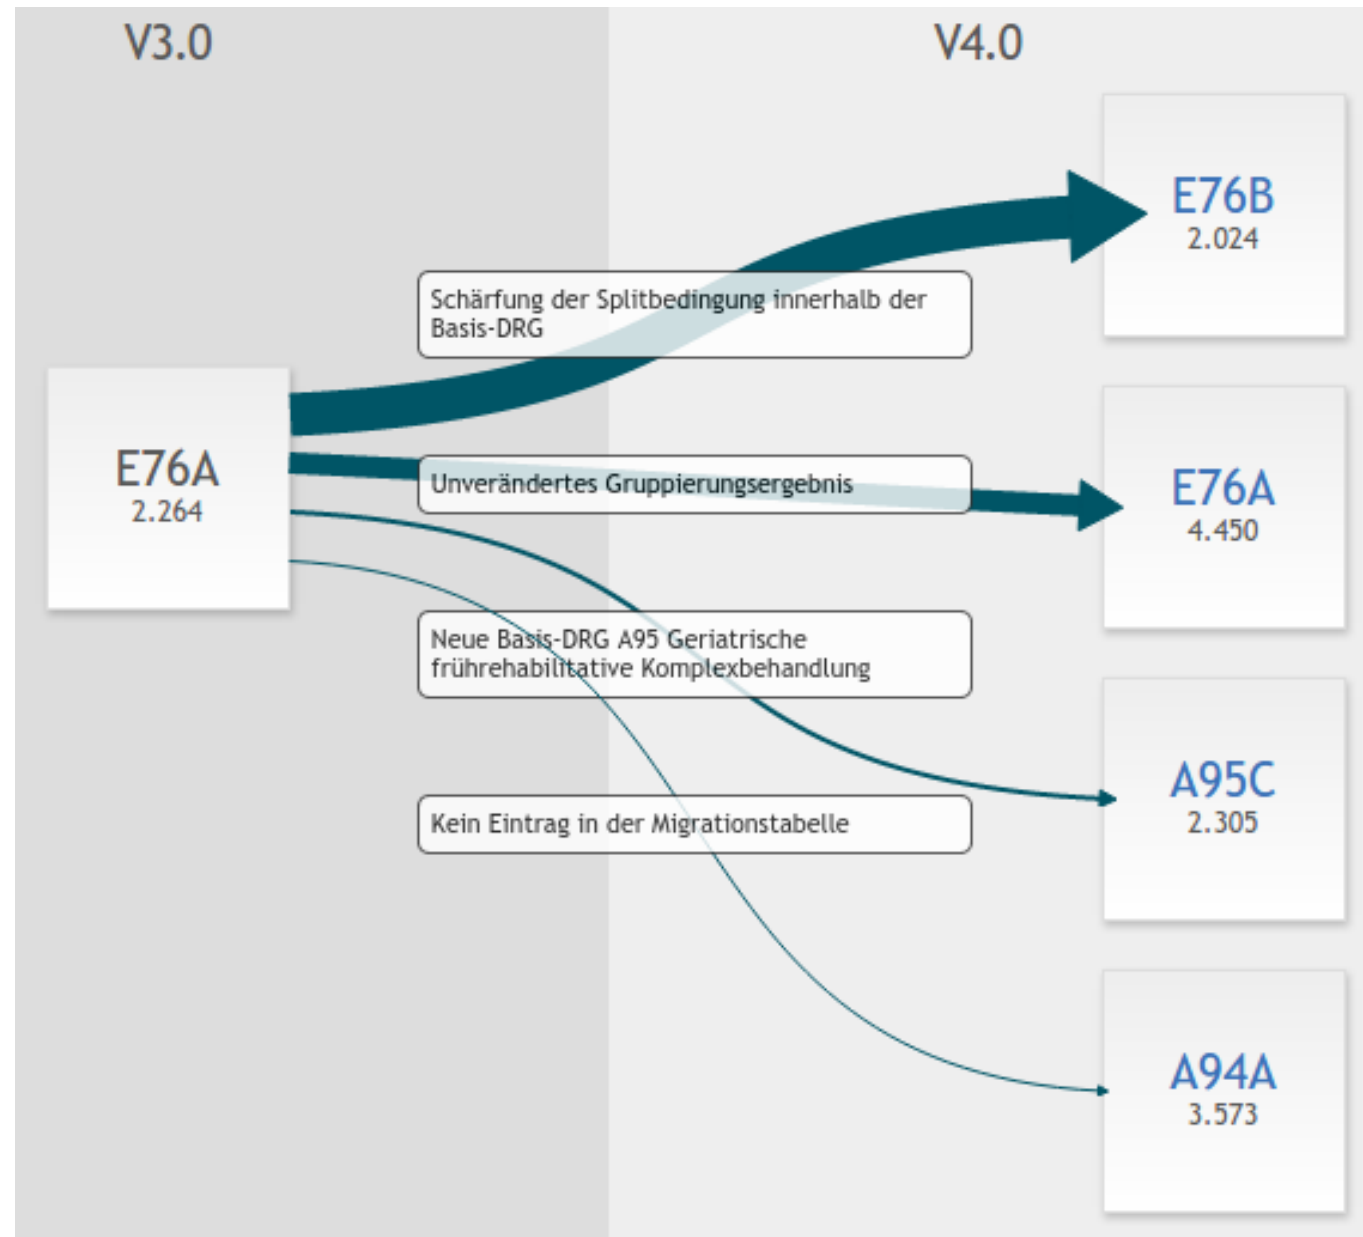 V3.0
V4.0
E76B
2.024
Schärfung der Splitbedingung innerhalb der
Basis-DRG
E76A
2.264
Unverändertes Gruppierungsergebnis
E76A
4.450
Neue Basis-DRG A95 Geriatrische
frührehabilitative Komplexbehandlung
A95C
2.305
Kein Eintrag in der Migrationstabelle
A94A
3.573